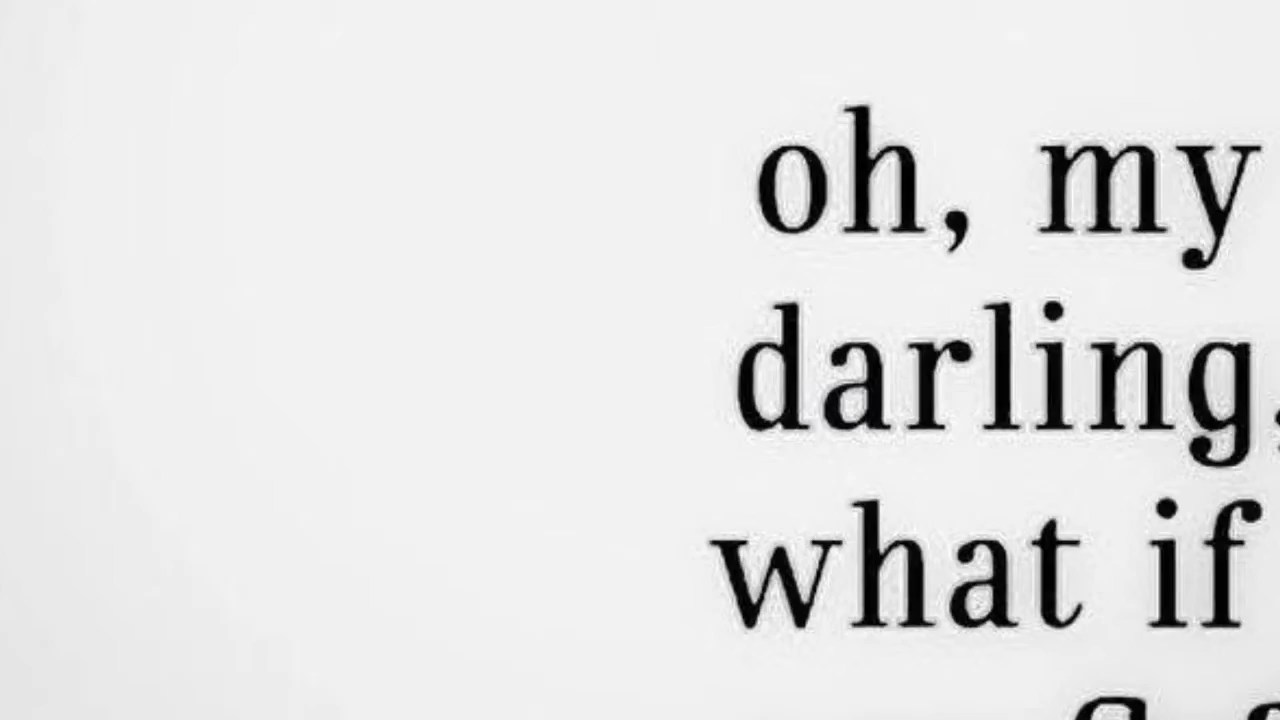 oh, my
darling,
what if